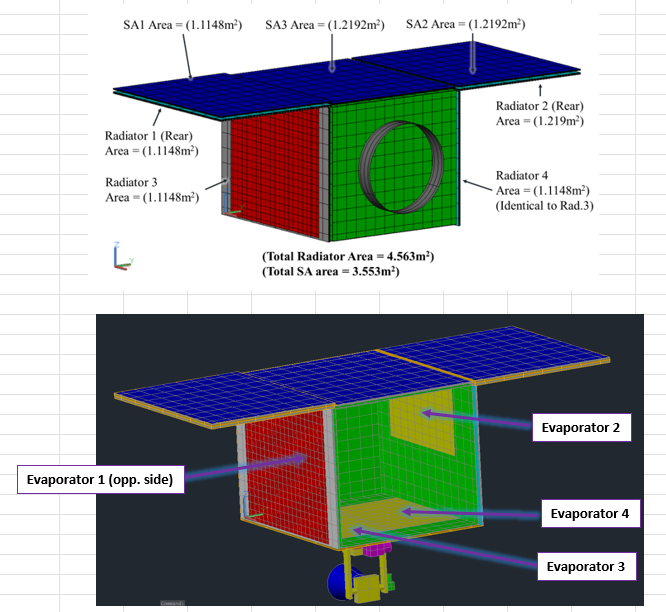 SA1 Area = (1.1148m²)
SA3 Area = (1.2192m²)
SA2 Area = (1.2192m²)
Radiator 1 (Rear)
Area = (1.1148m²)
Radiator 2 (Rear)
Area = (1.219m²)
Radiator 3
Area = (1.1148m²)
Radiator 4
Area = (1.1148m²)
(Identical to Rad.3)
Z
Y
(Total Radiator Area = 4.563m²)
(Total SA area = 3.553m²)
Evaporator 2
Evaporator 1 (opp. side)
Evaporator 4
Evaporator 3
Command